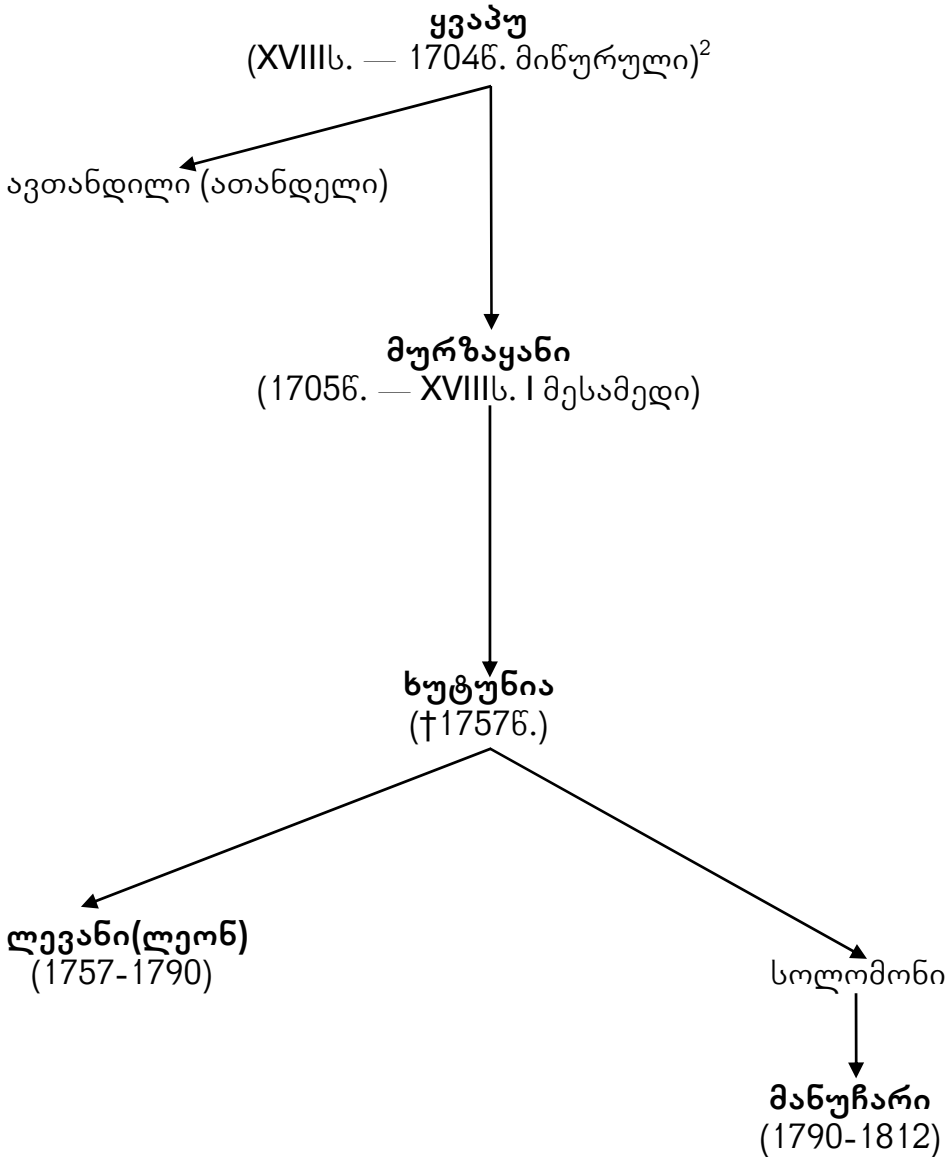 ყვაპუ
(XVIIIს. — 1704წ. მიწურული)²
ავთანდილი (ათანდელი)
მურზაყანი
(1705წ. — XVIIIს. I მესამედი)
ხუტუნია
(†1757წ.)
ლევანი(ლეონ)
(1757-1790)
სოლომონი
მანუჩარი
(1790-1812)